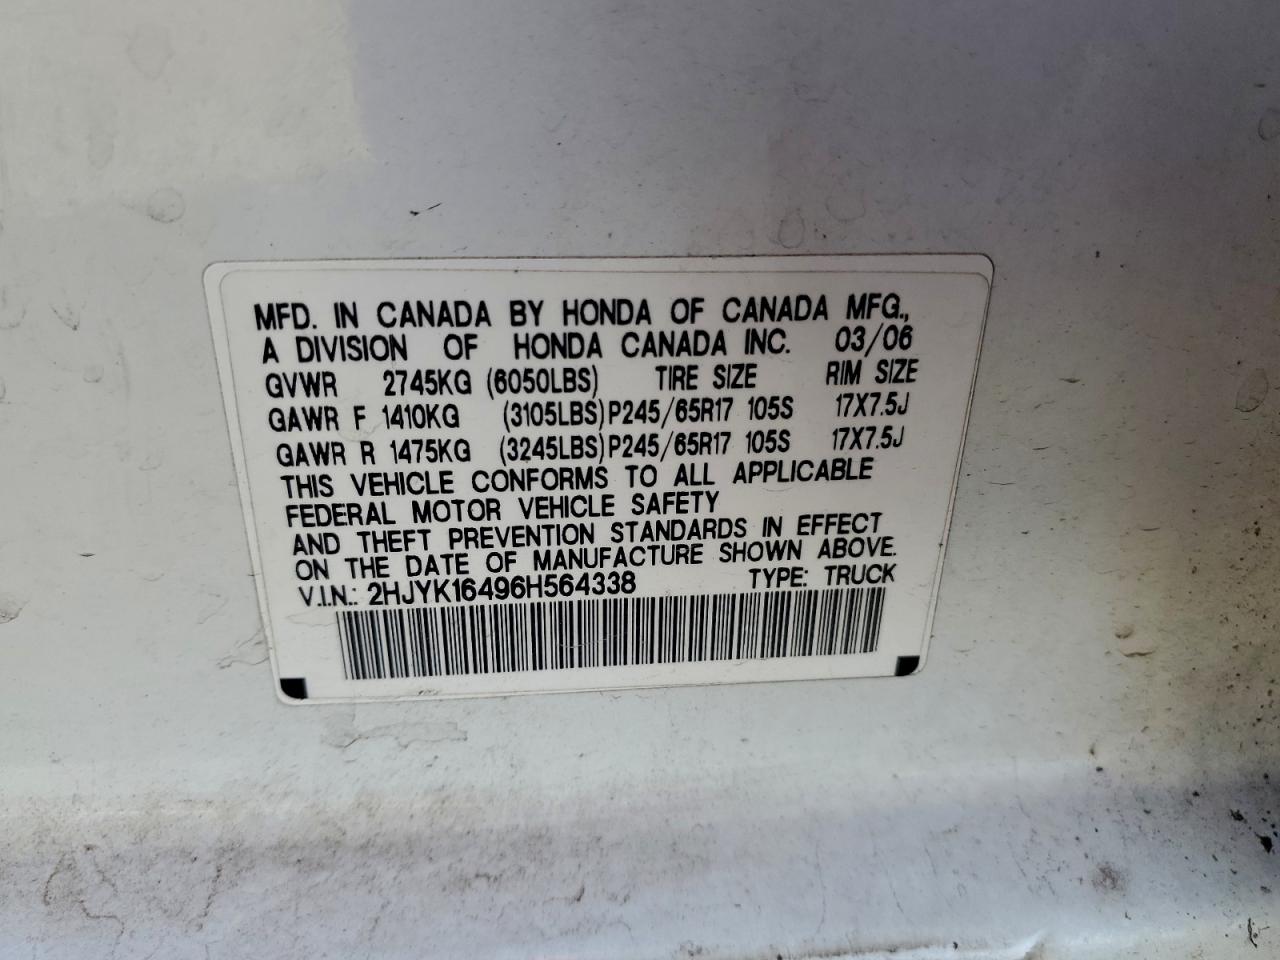 MFD. IN CANADA BY HONDA OF CANADA MFG.,
A DIVISION OF HONDA CANADA INC. 03/06
GVWR 2745KG (6050LBS) TIRE SIZE RIM SIZE
GAWR F 1410KG (3105LBS) P245/65R17 105S 17X7.5J
GAWR R 1475KG (3245LBS) P245/65R17 105S 17X7.5J
THIS VEHICLE CONFORMS TO ALL APPLICABLE
FEDERAL MOTOR VEHICLE SAFETY
AND THEFT PREVENTION STANDARDS IN EFFECT
ON THE DATE OF MANUFACTURE SHOWN ABOVE.
V.I.N.: 2HJYK16496H564338 TYPE: TRUCK